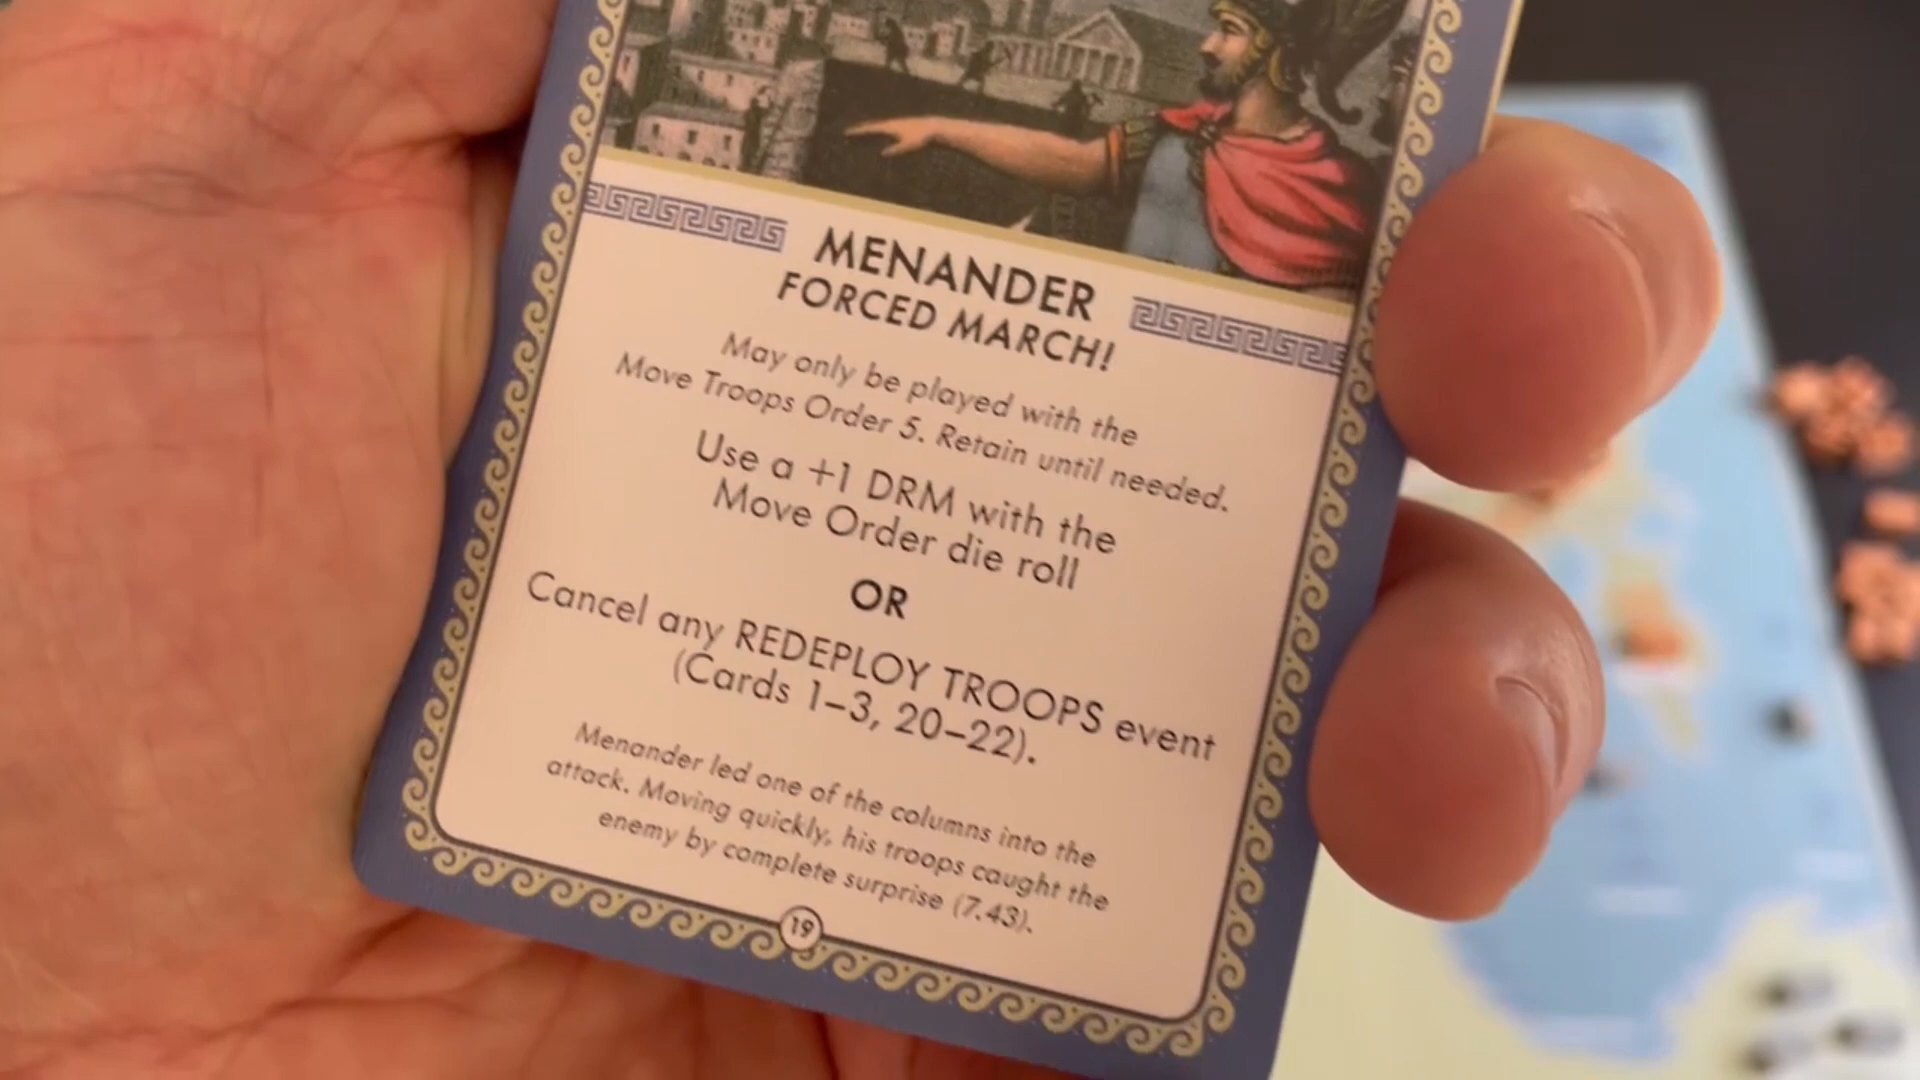 MENANDER
FORCED MARCH!
May only be played with the
Move Troops Order 5. Retain until needed.
Use a +1 DRM with the
Move Order die roll
OR
Cancel any REDEPLOY TROOPS event
(Cards 1–3, 20–22).
Menander led one of the columns into the
attack. Moving quickly, his troops caught the
enemy by complete surprise (7.43).
19